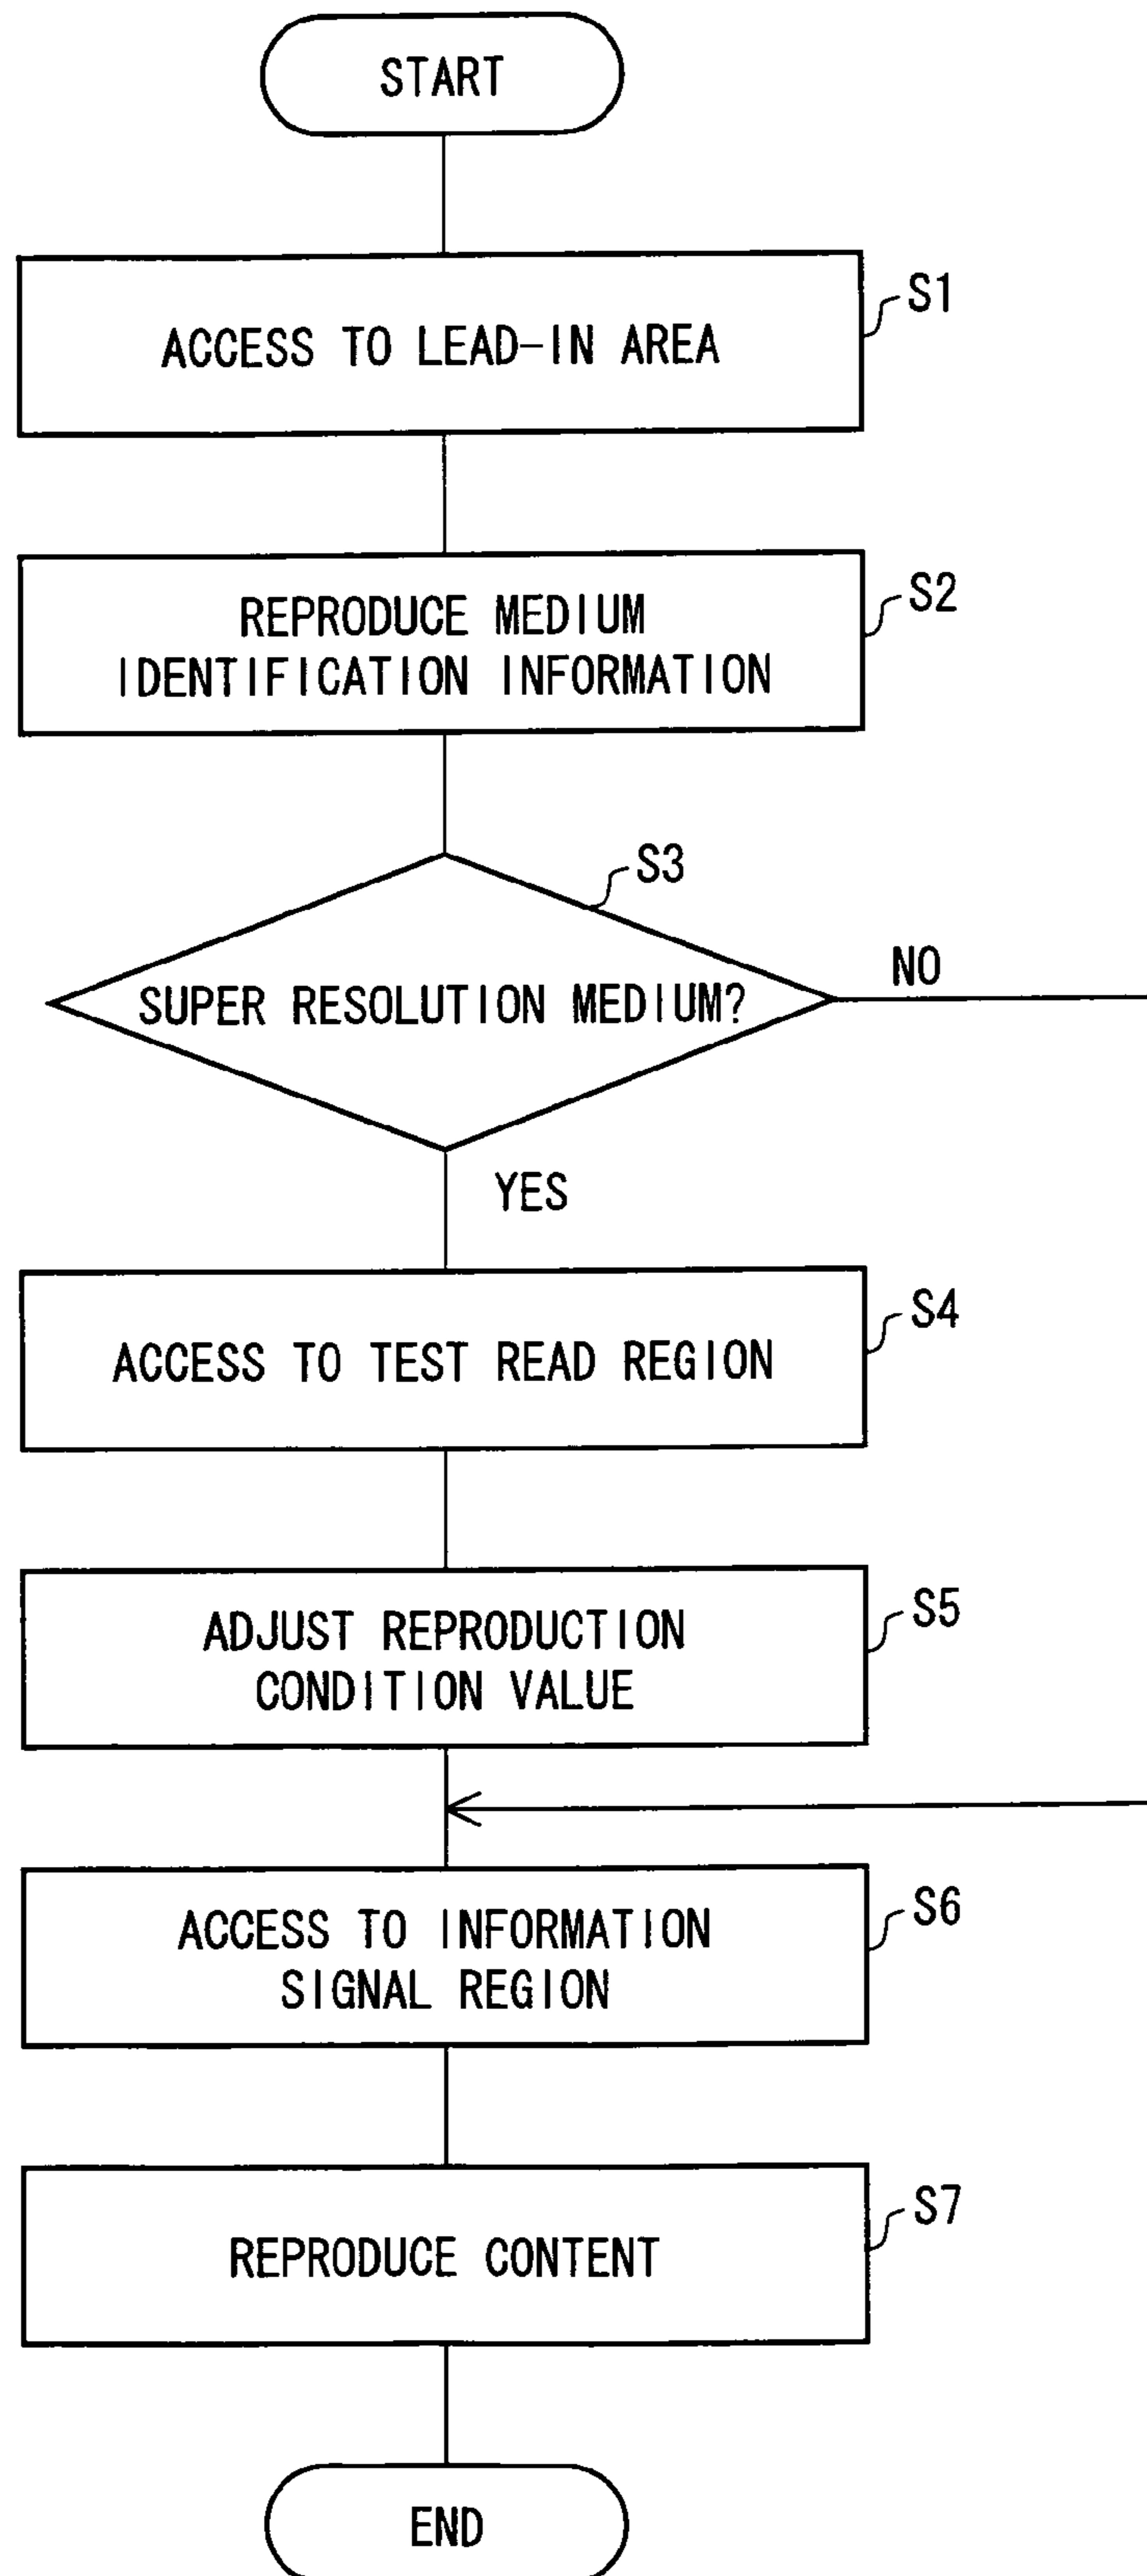 START
ACCESS TO LEAD-IN AREA
S1
REPRODUCE MEDIUM
IDENTIFICATION INFORMATION
S2
S3
SUPER RESOLUTION MEDIUM?
NO
YES
ACCESS TO TEST READ REGION
S4
ADJUST REPRODUCTION
CONDITION VALUE
S5
ACCESS TO INFORMATION
SIGNAL REGION
S6
REPRODUCE CONTENT
S7
END